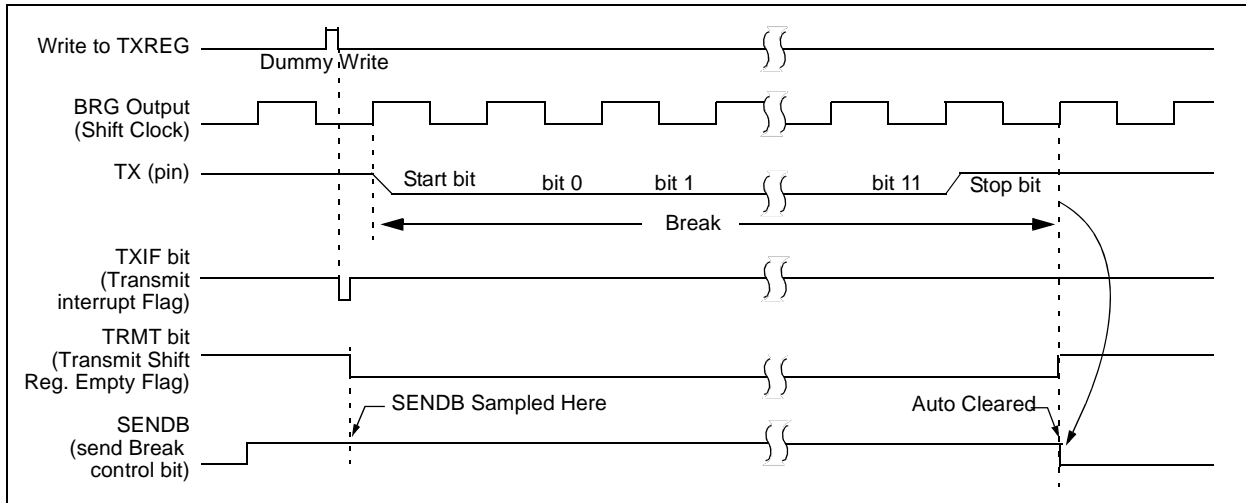 Write to TXREG
Dummy Write
BRG Output
(Shift Clock)
TX (pin)
Start bit
bit 0
bit 1
bit 11
Stop bit
Break
TXIF bit
(Transmit
interrupt Flag)
TRMT bit
(Transmit Shift
Reg. Empty Flag)
SENDB Sampled Here
Auto Cleared
SENDB
(send Break
control bit)